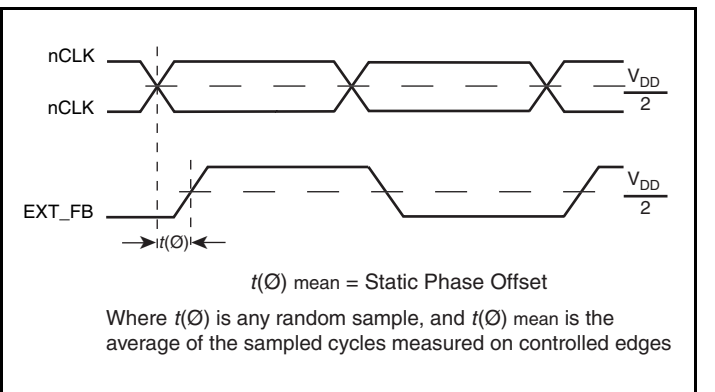 nCLK
V_DD
2
nCLK
V_DD
2
EXT_FB
t(Ø)
t(Ø) mean = Static Phase Offset
Where t(Ø) is any random sample, and t(Ø) mean is the
average of the sampled cycles measured on controlled edges